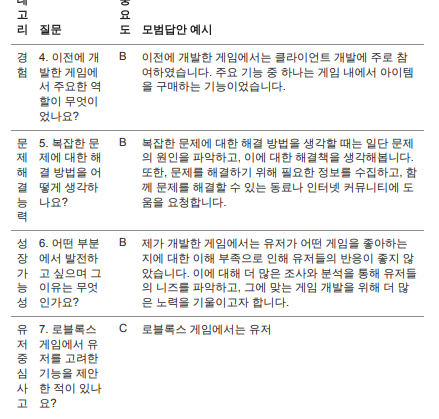 고
리
질문
요
도
모범답안 예시
경
험
4. 이전에 개
발한 게임에
서 주요한 역
할이 무엇이
었나요?
B
이전에 개발한 게임에서는 클라이언트 개발에 주로 참
여하였습니다. 주요 기능 중 하나는 게임 내에서 아이템
을 구매하는 기능이었습니다.
문
제
해
결
능
력
5. 복잡한 문
제에 대한 해
결 방법을 어
떻게 생각하
나요?
B
복잡한 문제에 대한 해결 방법을 생각할 때는 일단 문제
의 원인을 파악하고, 이에 대한 해결책을 생각해봅니다.
또한, 문제를 해결하기 위해 필요한 정보를 수집하고, 함
께 문제를 해결할 수 있는 동료나 인터넷 커뮤니티에 도
움을 요청합니다.
성
장
가
능
성
6. 어떤 부분
에서 발전하
고 싶으며 그
이유는 무엇
인가요?
B
제가 개발한 게임에서는 유저가 어떤 게임을 좋아하는
지에 대한 이해 부족으로 인해 유저들의 반응이 좋지 않
았습니다. 이에 대해 더 많은 조사와 분석을 통해 유저들
의 니즈를 파악하고, 그에 맞는 게임 개발을 위해 더 많
은 노력을 기울이고자 합니다.
유
저
중
심
사
고
7. 로블록스
게임에서 유
저를 고려한
기능을 제안
한 적이 있나
요?
C
로블록스 게임에서는 유저